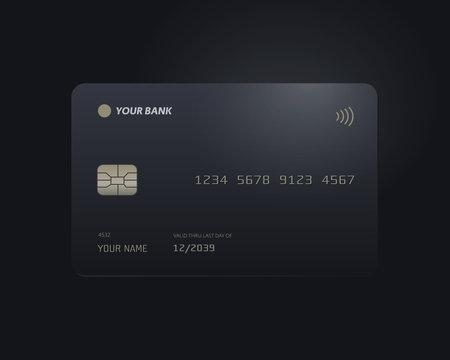 YOUR BANK
1234 5678 9123 4567
4532
VALID THRU LAST DAY OF
YOUR NAME
12/2039